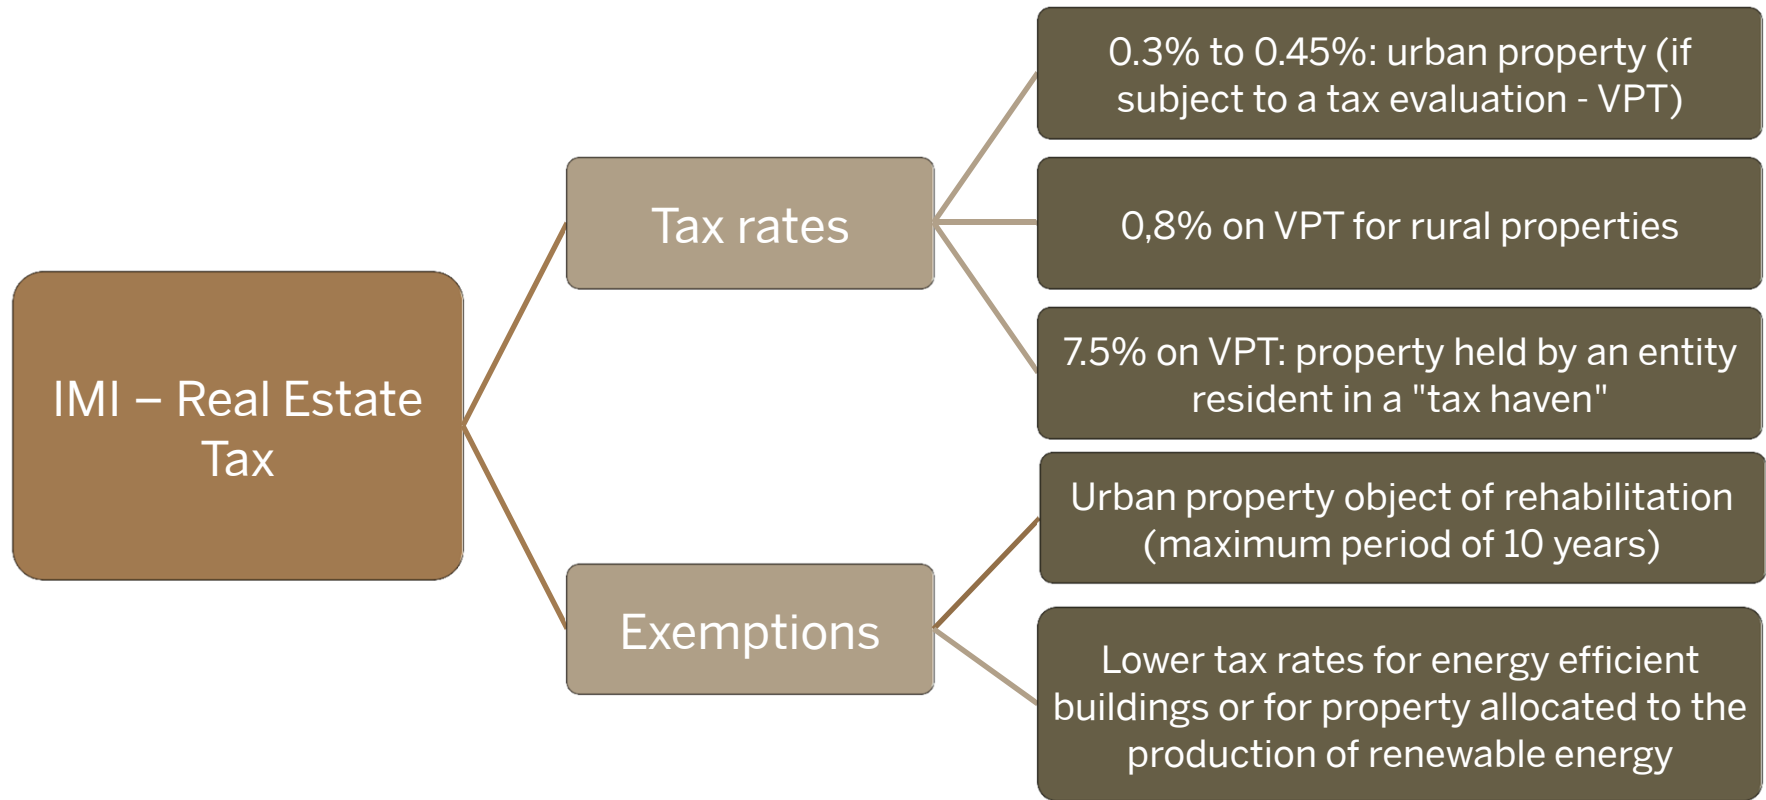 IMI – Real Estate
Tax
Tax rates
0.3% to 0.45%: urban property (if
subject to a tax evaluation - VPT)
0,8% on VPT for rural properties
7.5% on VPT: property held by an entity
resident in a "tax haven"
Exemptions
Urban property object of rehabilitation
(maximum period of 10 years)
Lower tax rates for energy efficient
buildings or for property allocated to the
production of renewable energy